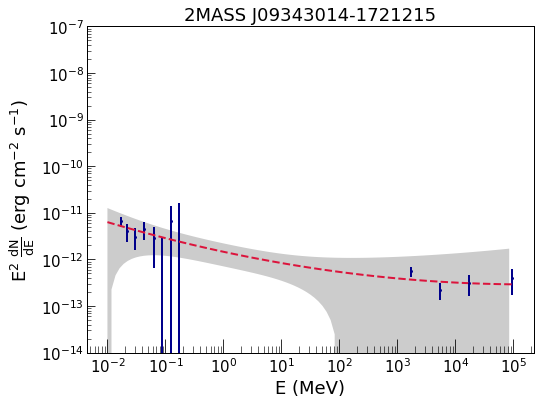 2MASS J09343014-1721215
E² dN/dE (erg cm⁻² s⁻¹)
10⁻⁷
10⁻⁸
10⁻⁹
10⁻¹⁰
10⁻¹¹
10⁻¹²
10⁻¹³
10⁻¹⁴
10⁻² 10⁻¹ 10⁰ 10¹ 10² 10³ 10⁴ 10⁵
E (MeV)